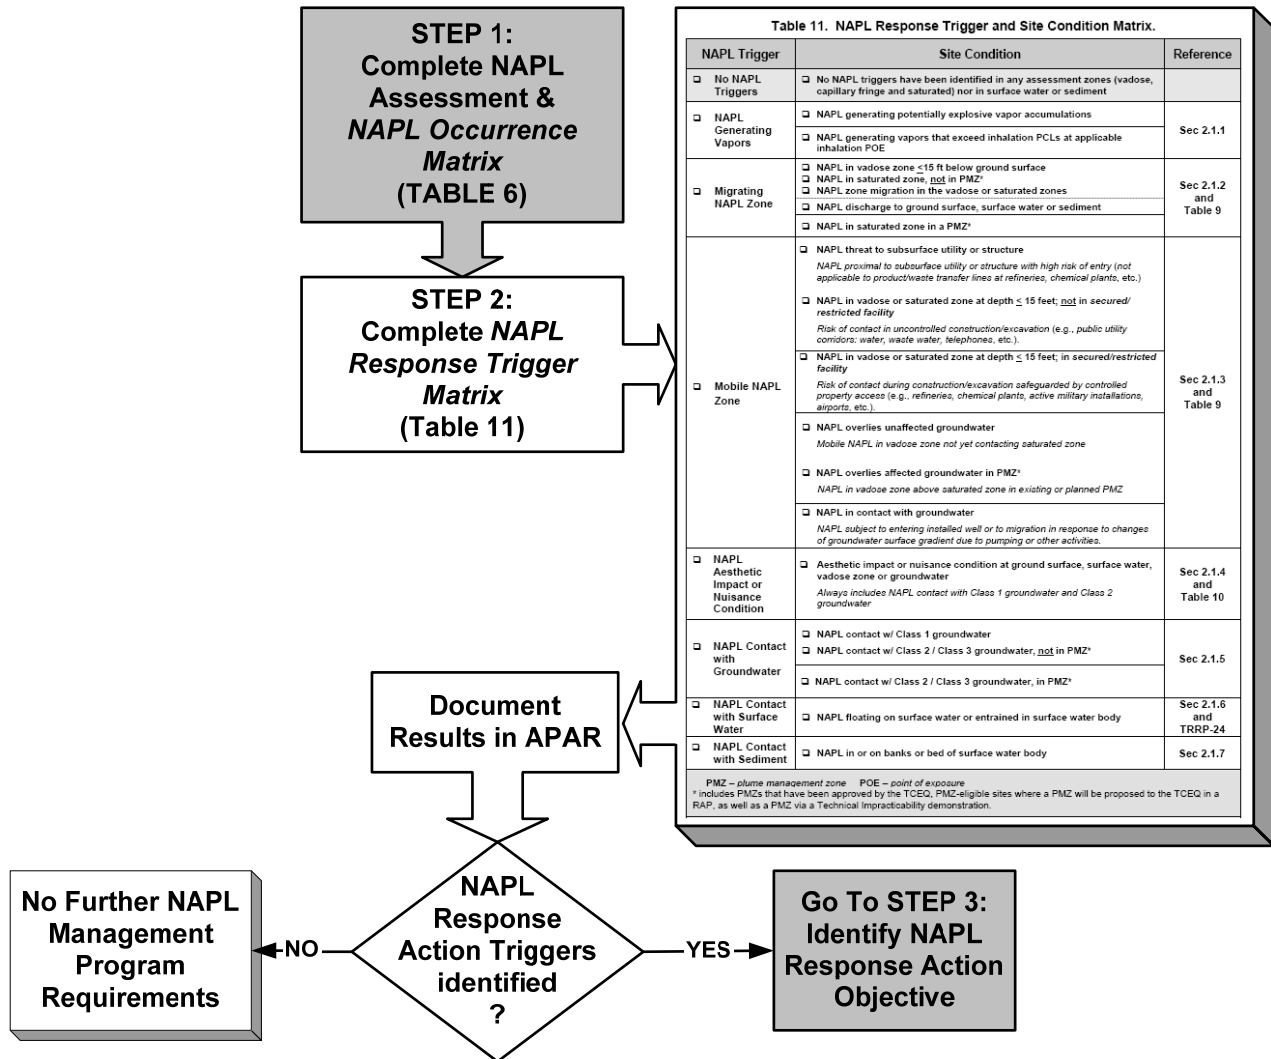 STEP 1:
Complete NAPL
Assessment &
NAPL Occurrence
Matrix
(TABLE 6)
STEP 2:
Complete NAPL
Response Trigger
Matrix
(Table 11)
Table 11. NAPL Response Trigger and Site Condition Matrix.
NAPL Trigger
Site Condition
Reference
No NAPL
Triggers
No NAPL triggers have been identified in any assessment zones (vadose,
capillary fringe and saturated) nor in surface water or sediment
NAPL
Generating
Vapors
NAPL generating potentially explosive vapor accumulations
NAPL generating vapors that exceed inhalation PCLs at applicable
inhalation POE
Sec 2.1.1
Migrating
NAPL Zone
NAPL in vadose zone ≤15 ft below ground surface
NAPL in saturated zone, not in PMZ*
NAPL zone migration in the vadose or saturated zones
NAPL discharge to ground surface, surface water or sediment
NAPL in saturated zone in a PMZ*
Sec 2.1.2
and
Table 9
Mobile NAPL
Zone
NAPL threat to subsurface utility or structure
NAPL proximal to subsurface utility or structure with high risk of entry (not
applicable to product/waste transfer lines at refineries, chemical plants, etc.)
NAPL in vadose or saturated zone at depth ≤ 15 feet; not in secured/
restricted facility
Risk of contact in uncontrolled construction/excavation (e.g., public utility
corridors: water, waste water, telephones, etc.).
NAPL in vadose or saturated zone at depth ≤ 15 feet; in secured/restricted
facility
Risk of contact during construction/excavation safeguarded by controlled
property access (e.g., refineries, chemical plants, active military installations,
airports, etc.).
NAPL overlies unaffected groundwater
Mobile NAPL in vadose zone not yet contacting saturated zone
NAPL overlies affected groundwater in PMZ*
NAPL in vadose zone above saturated zone in existing or planned PMZ
NAPL in contact with groundwater
NAPL subject to entering installed well or to migration in response to changes
of groundwater surface gradient due to pumping or other activities.
Sec 2.1.3
and
Table 9
NAPL
Aesthetic
Impact or
Nuisance
Condition
Aesthetic impact or nuisance condition at ground surface, surface water,
vadose zone or groundwater
Always includes NAPL contact with Class 1 groundwater and Class 2
groundwater
Sec 2.1.4
and
Table 10
NAPL Contact
with
Groundwater
NAPL contact w/ Class 1 groundwater
NAPL contact w/ Class 2 / Class 3 groundwater, not in PMZ*
NAPL contact w/ Class 2 / Class 3 groundwater, in PMZ*
Sec 2.1.5
NAPL Contact
with Surface
Water
NAPL floating on surface water or entrained in surface water body
Sec 2.1.6
and
TRRP-24
NAPL Contact
with Sediment
NAPL in or on banks or bed of surface water body
Sec 2.1.7
PMZ – plume management zone POE – point of exposure
* includes PMZs that have been approved by the TCEQ, PMZ-eligible sites where a PMZ will be proposed to the TCEQ in a
RAP, as well as a PMZ via a Technical Impracticability demonstration.
Document
Results in APAR
NAPL
Response
Action Triggers
identified
?
NO
No Further NAPL
Management
Program
Requirements
YES
Go To STEP 3:
Identify NAPL
Response Action
Objective